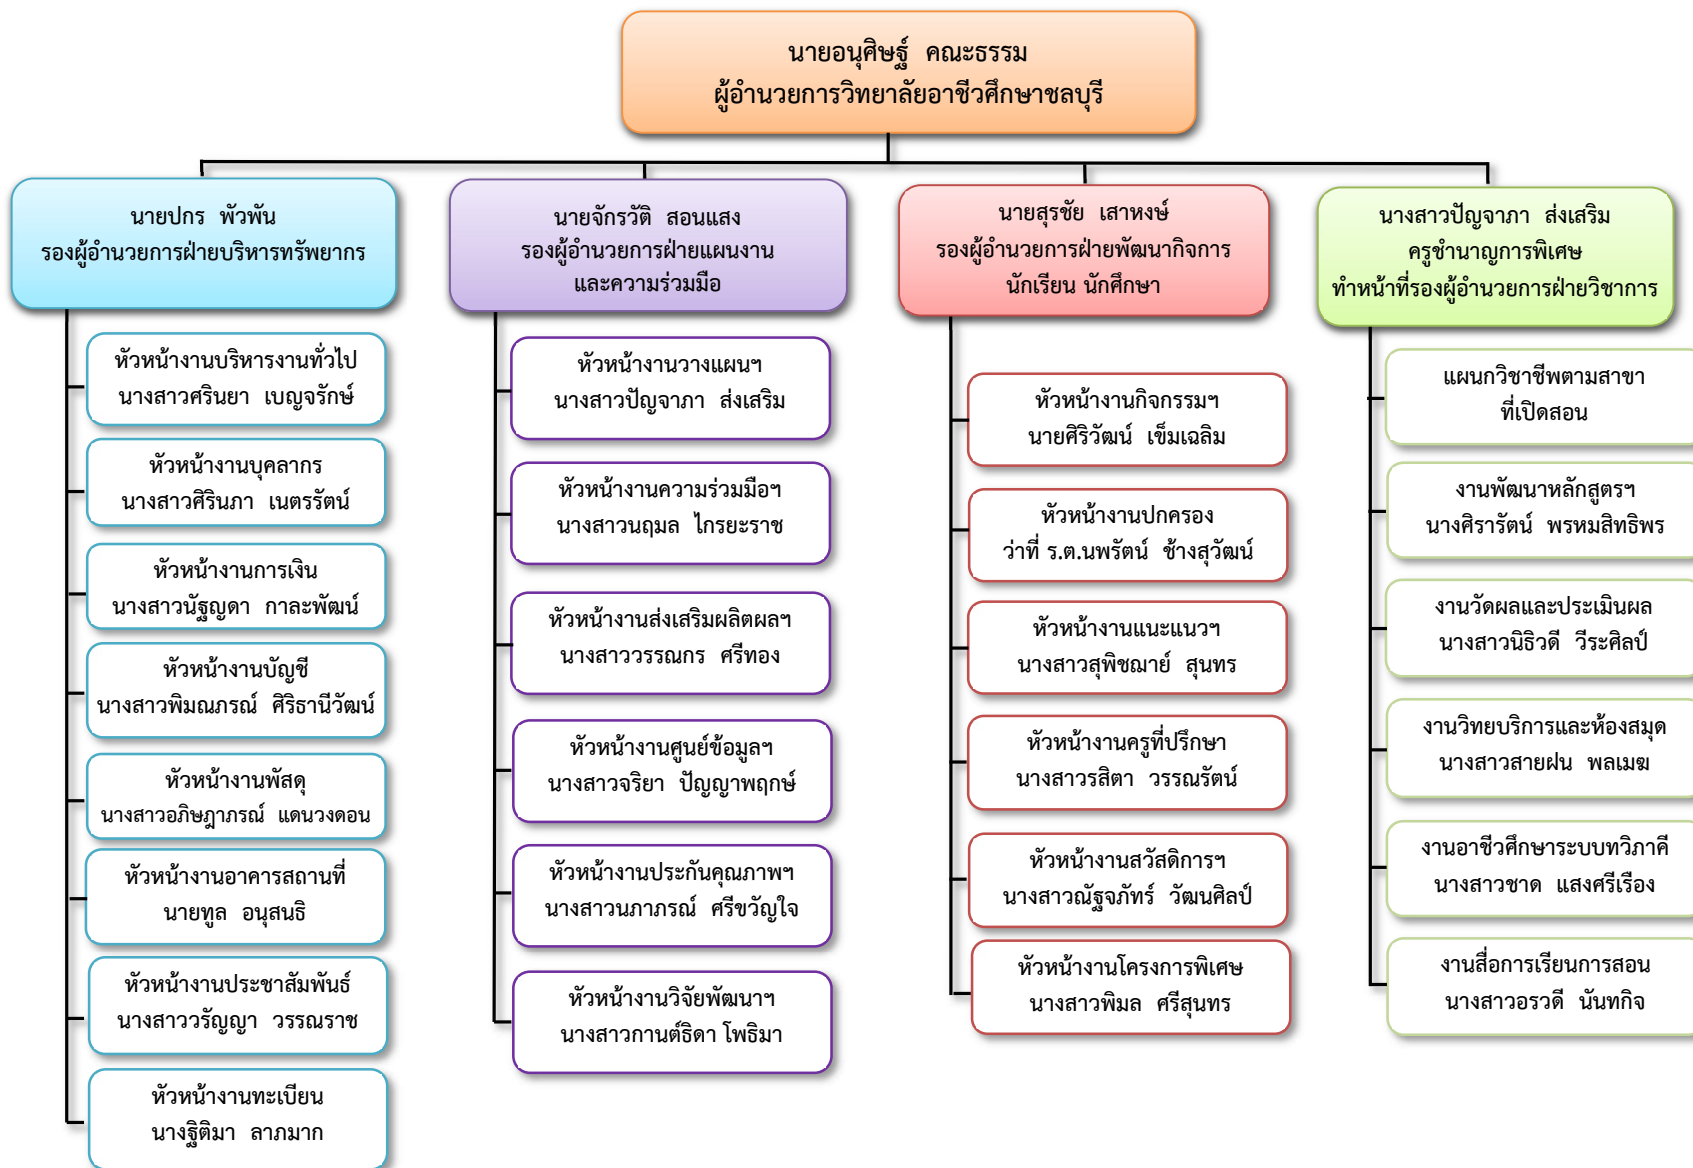 นายอนุศิษฐ์ คณะธรรม
ผู้อำนวยการวิทยาลัยอาชีวศึกษาชลบุรี
นายปกร พัวพัน
รองผู้อำนวยการฝ่ายบริหารทรัพยากร
หัวหน้างานบริหารงานทั่วไป
นางสาวศรินยา เบญจรักษ์
หัวหน้างานบุคลากร
นางสาวศิรินภา เนตรรัตน์
หัวหน้างานการเงิน
นางสาวนัฐญดา กาละพัฒน์
หัวหน้างานบัญชี
นางสาวพิมณภรณ์ ศิริธานีวัฒน์
หัวหน้างานพัสดุ
นางสาวอภิษฎาภรณ์ แดนวงดอน
หัวหน้างานอาคารสถานที่
นายทูล อนุสนธิ
หัวหน้างานประชาสัมพันธ์
นางสาววรัญญา วรรณราช
หัวหน้างานทะเบียน
นางฐิติมา ลาภมาก
นายจักรวัติ สอนแสง
รองผู้อำนวยการฝ่ายแผนงาน
และความร่วมมือ
หัวหน้างานวางแผนฯ
นางสาวปัญจาภา ส่งเสริม
หัวหน้างานความร่วมมือฯ
นางสาวนฤมล ไกรยะราช
หัวหน้างานส่งเสริมผลิตผลฯ
นางสาววรรณกร ศรีทอง
หัวหน้างานศูนย์ข้อมูลฯ
นางสาวจริยา ปัญญาพฤกษ์
หัวหน้างานประกันคุณภาพฯ
นางสาวนภาภรณ์ ศรีขวัญใจ
หัวหน้างานวิจัยพัฒนาฯ
นางสาวกานต์ธิดา โพธิมา
นายสุรชัย เสาหงษ์
รองผู้อำนวยการฝ่ายพัฒนากิจการ
นักเรียน นักศึกษา
หัวหน้างานกิจกรรมฯ
นายศิริวัฒน์ เข็มเฉลิม
หัวหน้างานปกครอง
ว่าที่ ร.ต.นพรัตน์ ช้างสุวัฒน์
หัวหน้างานแนะแนวฯ
นางสาวสุพิชฌาย์ สุนทร
หัวหน้างานครูที่ปรึกษา
นางสาวรสิตา วรรณรัตน์
หัวหน้างานสวัสดิการฯ
นางสาวณัฐจภัทร์ วัฒนศิลป์
หัวหน้างานโครงการพิเศษ
นางสาวพิมล ศรีสุนทร
นางสาวปัญจาภา ส่งเสริม
ครูชำนาญการพิเศษ
ทำหน้าที่รองผู้อำนวยการฝ่ายวิชาการ
แผนกวิชาชีพตามสาขา
ที่เปิดสอน
งานพัฒนาหลักสูตรฯ
นางศิรารัตน์ พรหมสิทธิพร
งานวัดผลและประเมินผล
นางสาวนิธิวดี วีระศิลป์
งานวิทยบริการและห้องสมุด
นางสาวสายฝน พลเมฆ
งานอาชีวศึกษาระบบทวิภาคี
นางสาวชาด แสงศรีเรือง
งานสื่อการเรียนการสอน
นางสาวอรวดี นันทกิจ